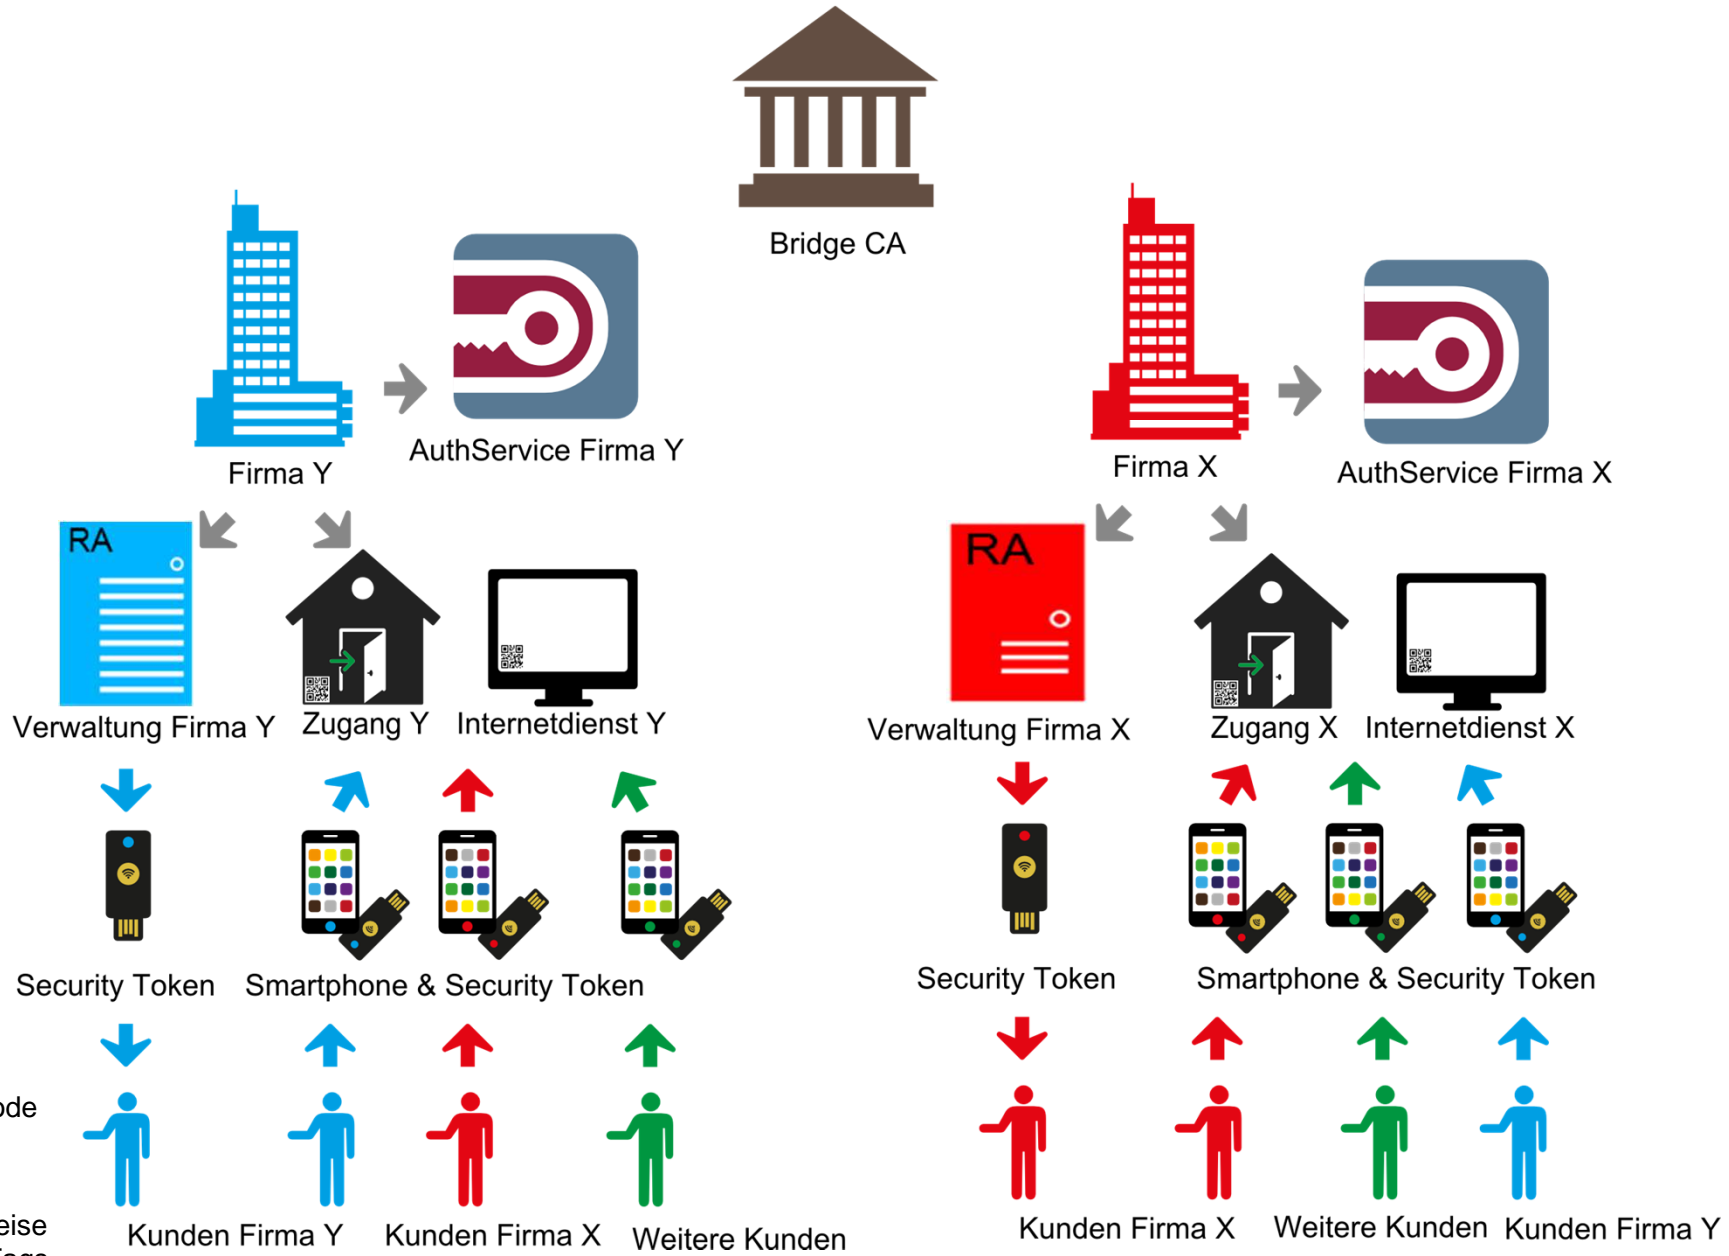 Bridge CA
AuthService Firma Y
Firma Y
Firma X
AuthService Firma X
RA
RA
Verwaltung Firma Y
Zugang Y
Internetdienst Y
Verwaltung Firma X
Zugang X
Internetdienst X
Security Token
Smartphone & Security Token
Security Token
Smartphone & Security Token
ode
eise
Kunden Firma Y
Kunden Firma X
Weitere Kunden
Kunden Firma X
Weitere Kunden
Kunden Firma Y